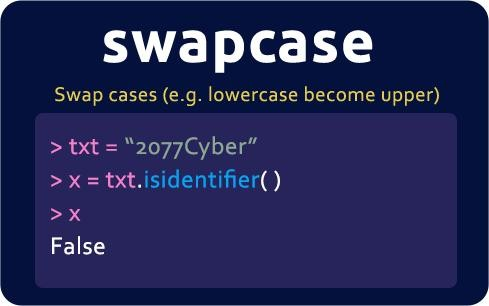 swapcase
Swap cases (e.g. lowercase become upper)
> txt = “2077Cyber”
> x = txt.isidentifier( )
> x
False